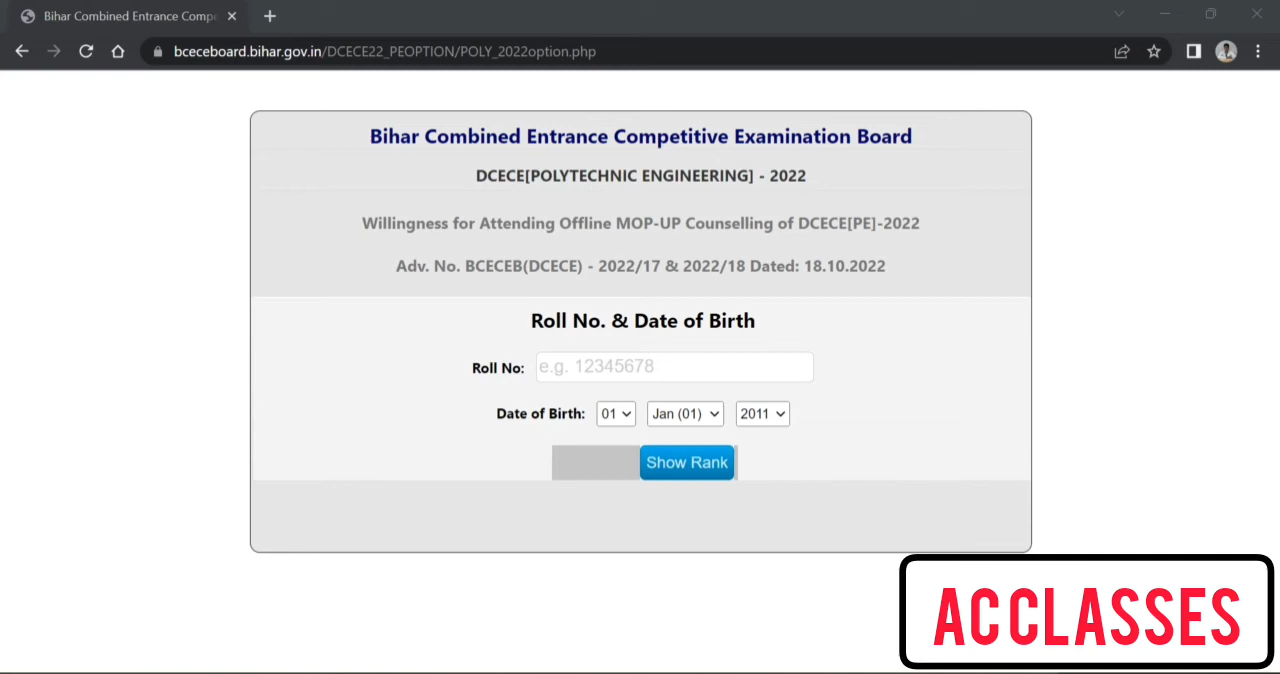 Bihar Combined Entrance Compe
bceceboard.bihar.gov.in/DCECE22_PEOPTION/POLY_2022option.php
Bihar Combined Entrance Competitive Examination Board
DCECE[POLYTECHNIC ENGINEERING] - 2022
Willingness for Attending Offline MOP-UP Counselling of DCECE[PE]-2022
Adv. No. BCECEB(DCECE) - 2022/17 & 2022/18 Dated: 18.10.2022
Roll No. & Date of Birth
Roll No: e.g. 12345678
Date of Birth: 01 Jan (01) 2011
Show Rank
AC CLASSES